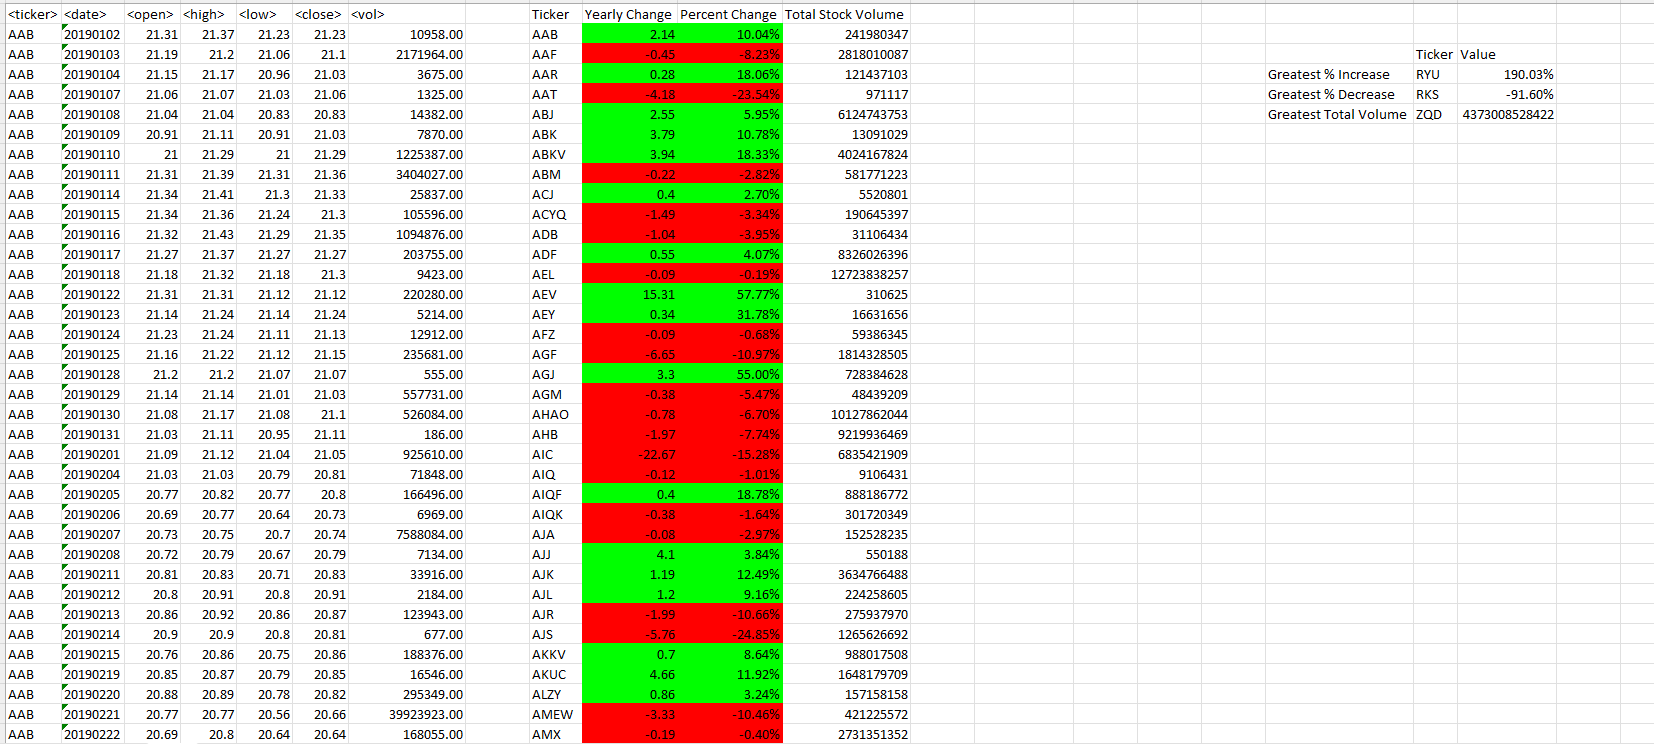 <ticker> <date> <open> <high> <low> <close> <vol> Ticker Yearly Change Percent Change Total Stock Volume
AAB 20190102 21.31 21.37 21.23 21.23 10958.00 AAB 2.14 10.04% 241980347
AAB 20190103 21.19 21.2 21.06 21.1 2171964.00 AAF -0.45 -8.23% 2818010087 Ticker Value
AAB 20190104 21.15 21.17 20.96 21.03 3675.00 AAR 0.28 18.06% 121437103 Greatest % Increase RYU 190.03%
AAB 20190107 21.06 21.07 21.03 21.06 1325.00 AAT -4.18 -23.54% 971117 Greatest % Decrease RKS -91.60%
AAB 20190108 21.04 21.04 20.83 20.83 14382.00 ABJ 2.55 5.95% 6124743753 Greatest Total Volume ZQD 4373008528422
AAB 20190109 20.91 21.11 20.91 21.03 7870.00 ABK 3.79 10.78% 13091029
AAB 20190110 21 21.29 21 21.29 1225387.00 ABKV 3.94 18.33% 4024167824
AAB 20190111 21.31 21.39 21.31 21.36 3404027.00 ABM -0.22 -2.82% 581771223
AAB 20190114 21.34 21.41 21.3 21.33 25837.00 ACJ 0.4 2.70% 5520801
AAB 20190115 21.34 21.36 21.24 21.3 105596.00 ACYQ -1.49 -3.34% 190645397
AAB 20190116 21.32 21.43 21.29 21.35 1094876.00 ADB -1.04 -3.95% 31106434
AAB 20190117 21.27 21.37 21.27 21.27 203755.00 ADF 0.55 4.07% 8326026396
AAB 20190118 21.18 21.32 21.18 21.3 9423.00 AEL -0.09 -0.19% 12723838257
AAB 20190122 21.31 21.31 21.12 21.12 220280.00 AEV 15.31 57.77% 310625
AAB 20190123 21.14 21.24 21.14 21.24 5214.00 AEY 0.34 31.78% 16631656
AAB 20190124 21.23 21.24 21.11 21.13 12912.00 AFZ -0.09 -0.68% 59386345
AAB 20190125 21.16 21.22 21.12 21.15 235681.00 AGF -6.65 -10.97% 1814328505
AAB 20190128 21.2 21.2 21.07 21.07 555.00 AGJ 3.3 55.00% 728384628
AAB 20190129 21.14 21.14 21.01 21.03 557731.00 AGM -0.38 -5.47% 48439209
AAB 20190130 21.08 21.17 21.08 21.1 526084.00 AHAO -0.78 -6.70% 10127862044
AAB 20190131 21.03 21.11 20.95 21.11 186.00 AHB -1.97 -7.74% 9219936469
AAB 20190201 21.09 21.12 21.04 21.05 925610.00 AIC -22.67 -15.28% 6835421909
AAB 20190204 21.03 21.03 20.79 20.81 71848.00 AIQ -0.12 -1.01% 9106431
AAB 20190205 20.77 20.82 20.77 20.8 166496.00 AIQF 0.4 18.78% 888186772
AAB 20190206 20.69 20.77 20.64 20.73 6969.00 AIQK -0.38 -1.64% 301720349
AAB 20190207 20.73 20.75 20.7 20.74 7588084.00 AJA -0.08 -2.97% 152528235
AAB 20190208 20.72 20.79 20.67 20.79 7134.00 AJJ 4.1 3.84% 550188
AAB 20190211 20.81 20.83 20.71 20.83 33916.00 AJK 1.19 12.49% 3634766488
AAB 20190212 20.8 20.91 20.8 20.91 2184.00 AJL 1.2 9.16% 224258605
AAB 20190213 20.86 20.92 20.86 20.87 123943.00 AJR -1.99 -10.66% 275937970
AAB 20190214 20.9 20.9 20.8 20.81 677.00 AJS -5.76 -24.85% 1265626692
AAB 20190215 20.76 20.86 20.75 20.86 188376.00 AKKV 0.7 8.64% 988017508
AAB 20190219 20.85 20.87 20.79 20.85 16546.00 AKUC 4.66 11.92% 1648179709
AAB 20190220 20.88 20.89 20.78 20.82 295349.00 ALZY 0.86 3.24% 157158158
AAB 20190221 20.77 20.77 20.56 20.66 39923923.00 AMEW -3.33 -10.46% 421225572
AAB 20190222 20.69 20.8 20.64 20.64 168055.00 AMX -0.19 -0.40% 2731351352